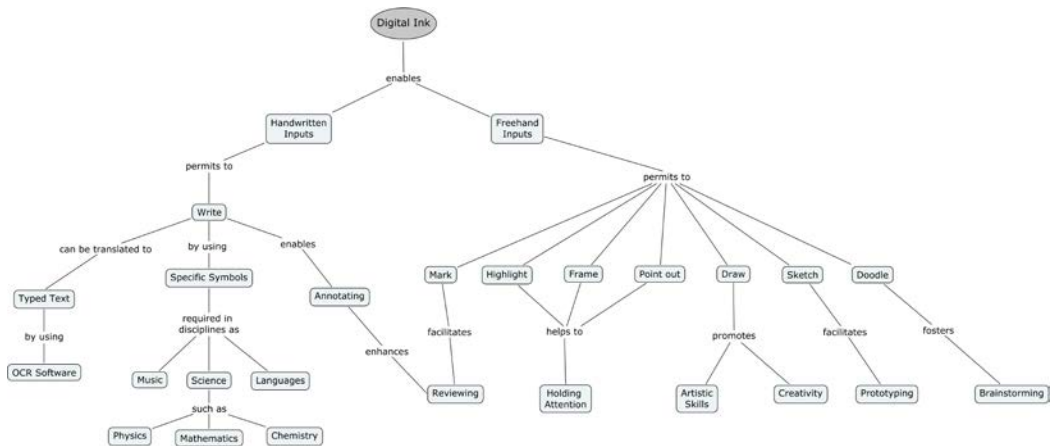 Digital Ink
enables
Handwritten
Inputs
Freehand
Inputs
permits to
permits to
Write
can be translated to
by using
enables
Mark
Highlight
Frame
Point out
Draw
Sketch
Doodle
Specific Symbols
Typed Text
Annotating
required in
disciplines as
by using
facilitates
helps to
promotes
facilitates
fosters
enhances
OCR Software
Music
Science
Languages
Reviewing
Holding
Attention
Artistic
Skills
Creativity
Prototyping
Brainstorming
such as
Physics
Mathematics
Chemistry